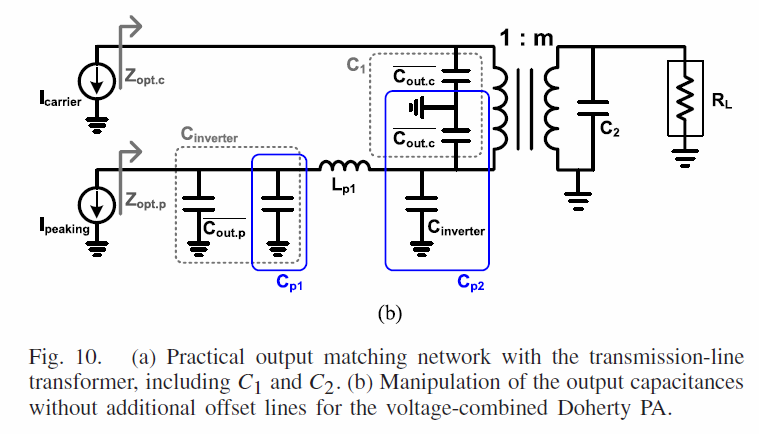 1 : m
C1
Cout.c
Zopt.c
Icarrier
Cout.c
C2
RL
Cinverter
Zopt.p
Lp1
Ipeaking
Cout.p
Cinverter
Cp1
Cp2
(b)
Fig. 10. (a) Practical output matching network with the transmission-line
transformer, including C1 and C2. (b) Manipulation of the output capacitances
without additional offset lines for the voltage-combined Doherty PA.